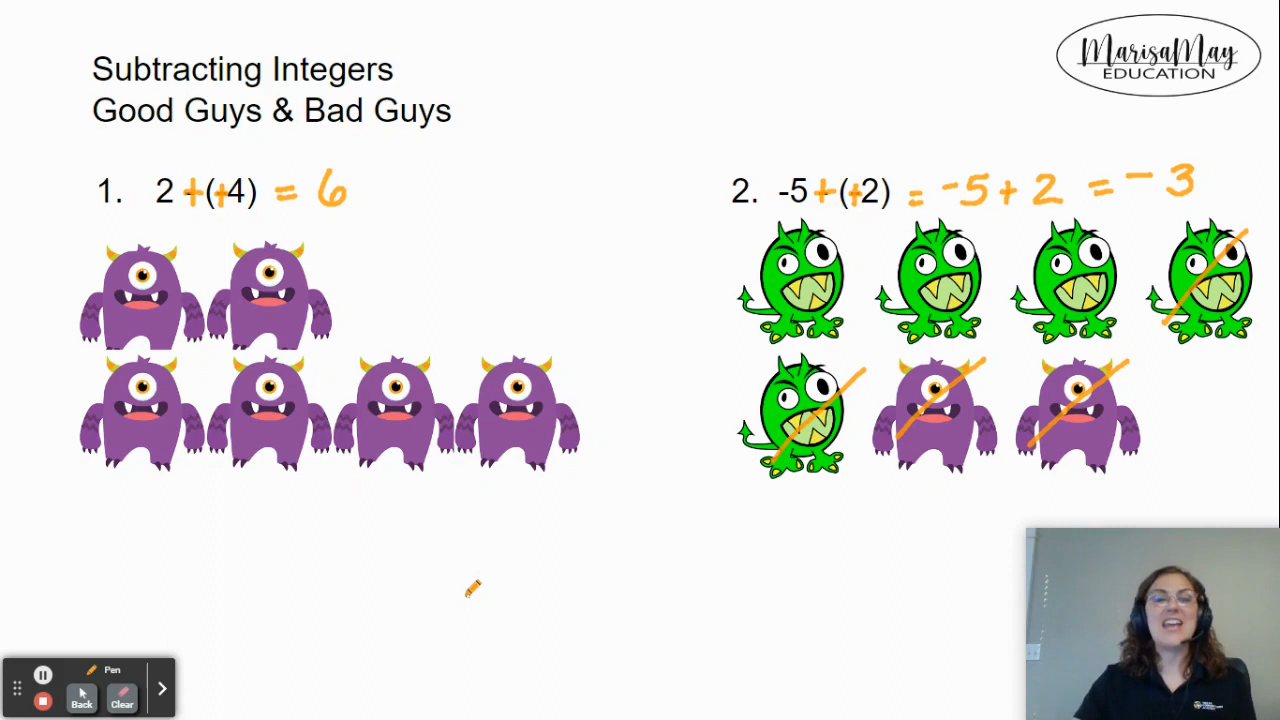 MarisaMay
EDUCATION
Subtracting Integers
Good Guys & Bad Guys
1. 2 + (+4) = 6
2. -5 + (+2) = -5 + 2 = -3
Pen
Back
Clear